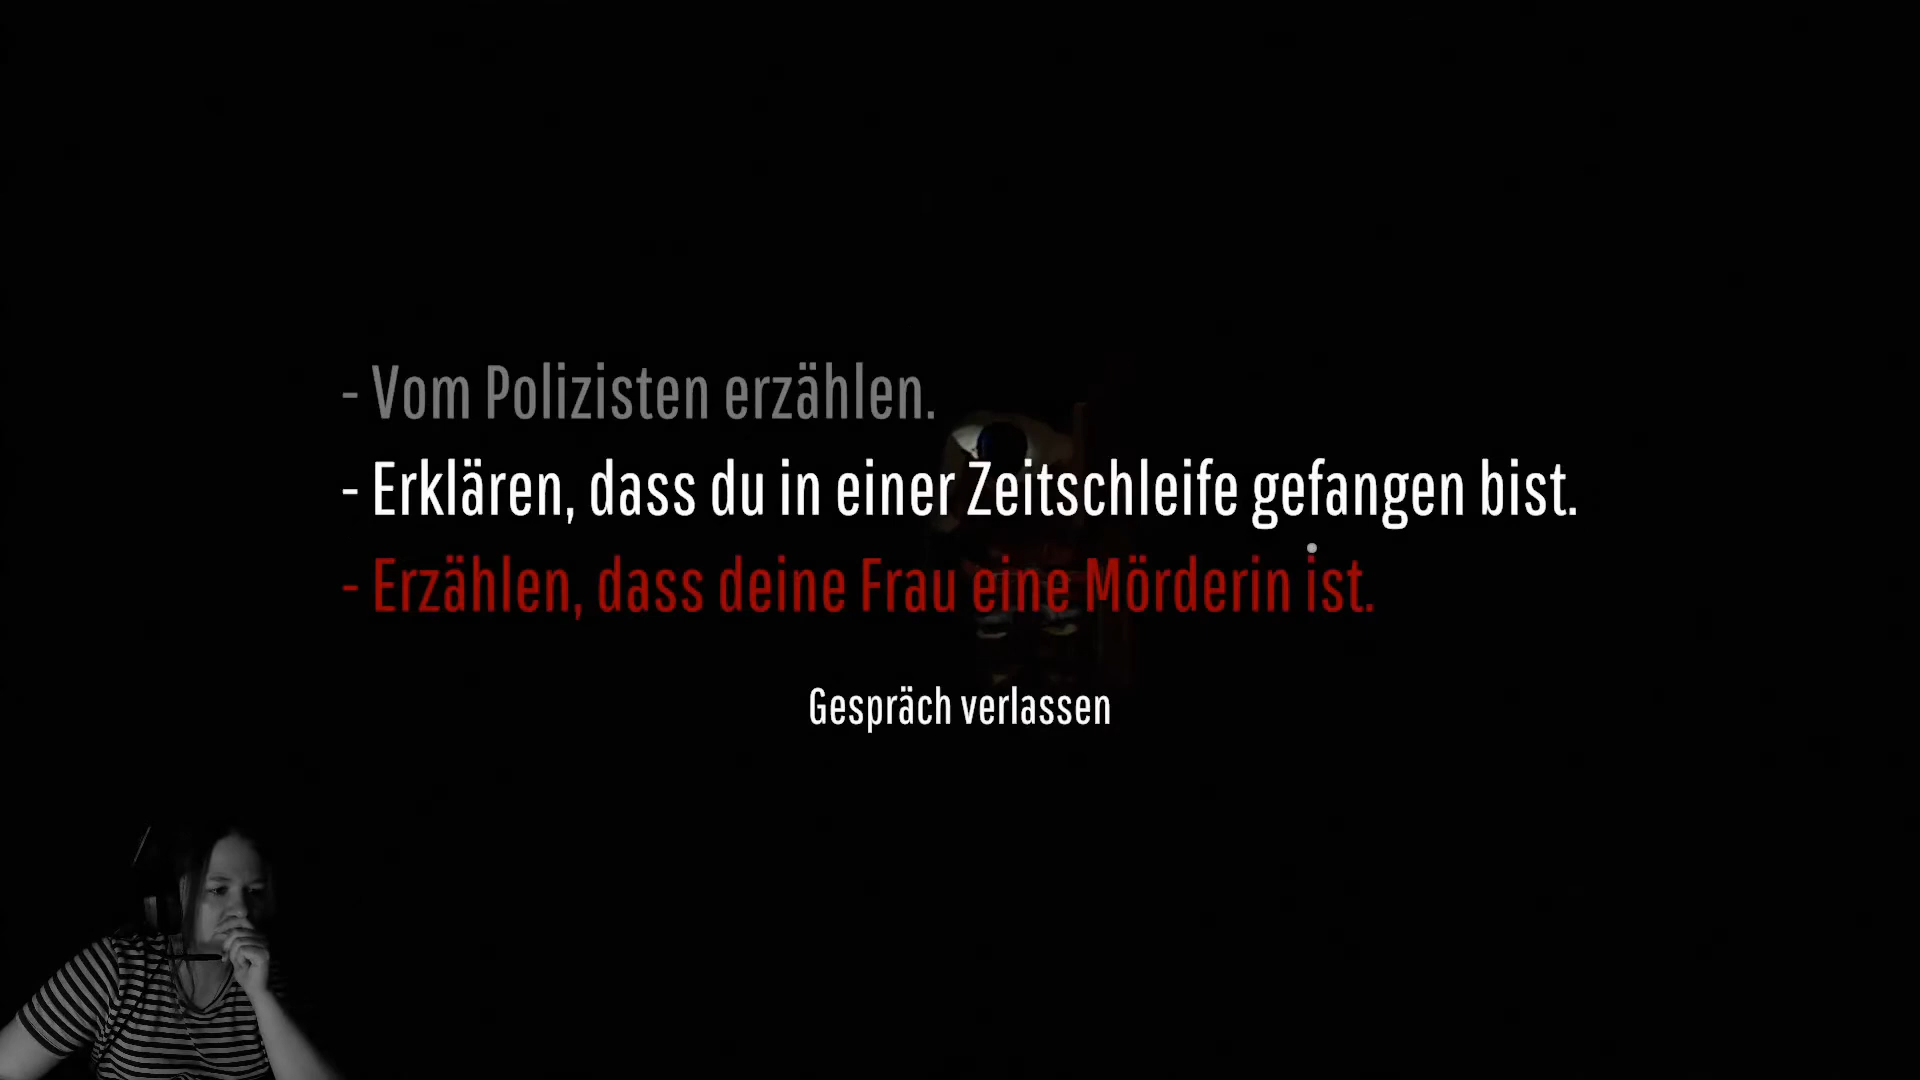 - Vom Polizisten erzählen.
- Erklären, dass du in einer Zeitschleife gefangen bist.
- Erzählen, dass deine Frau eine Mörderin ist.
Gespräch verlassen